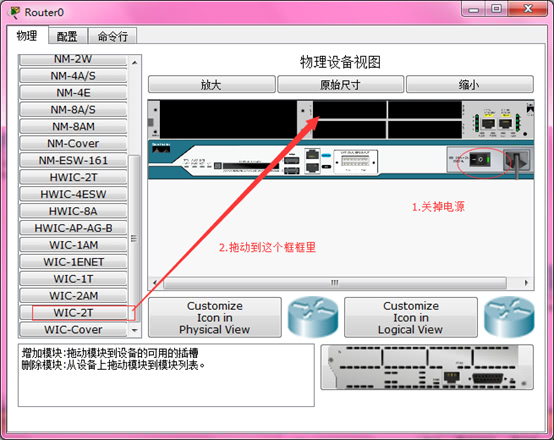 Router0
物理
配置
命令行
NM-2W
NM-4A/S
NM-4E
NM-8A/S
NM-8AM
NM-Cover
NM-ESW-161
HWIC-2T
HWIC-4ESW
HWIC-8A
HWIC-AP-AG-B
WIC-1AM
WIC-1ENET
WIC-1T
WIC-2AM
WIC-2T
WIC-Cover
物理设备视图
放大
原始尺寸
缩小
1.关掉电源
2.拖动到这个框框里
Customize
Icon in
Physical View
Customize
Icon in
Logical View
增加模块:拖动模块到设备的可用的插槽
删除模块:从设备上拖动模块到模块列表。